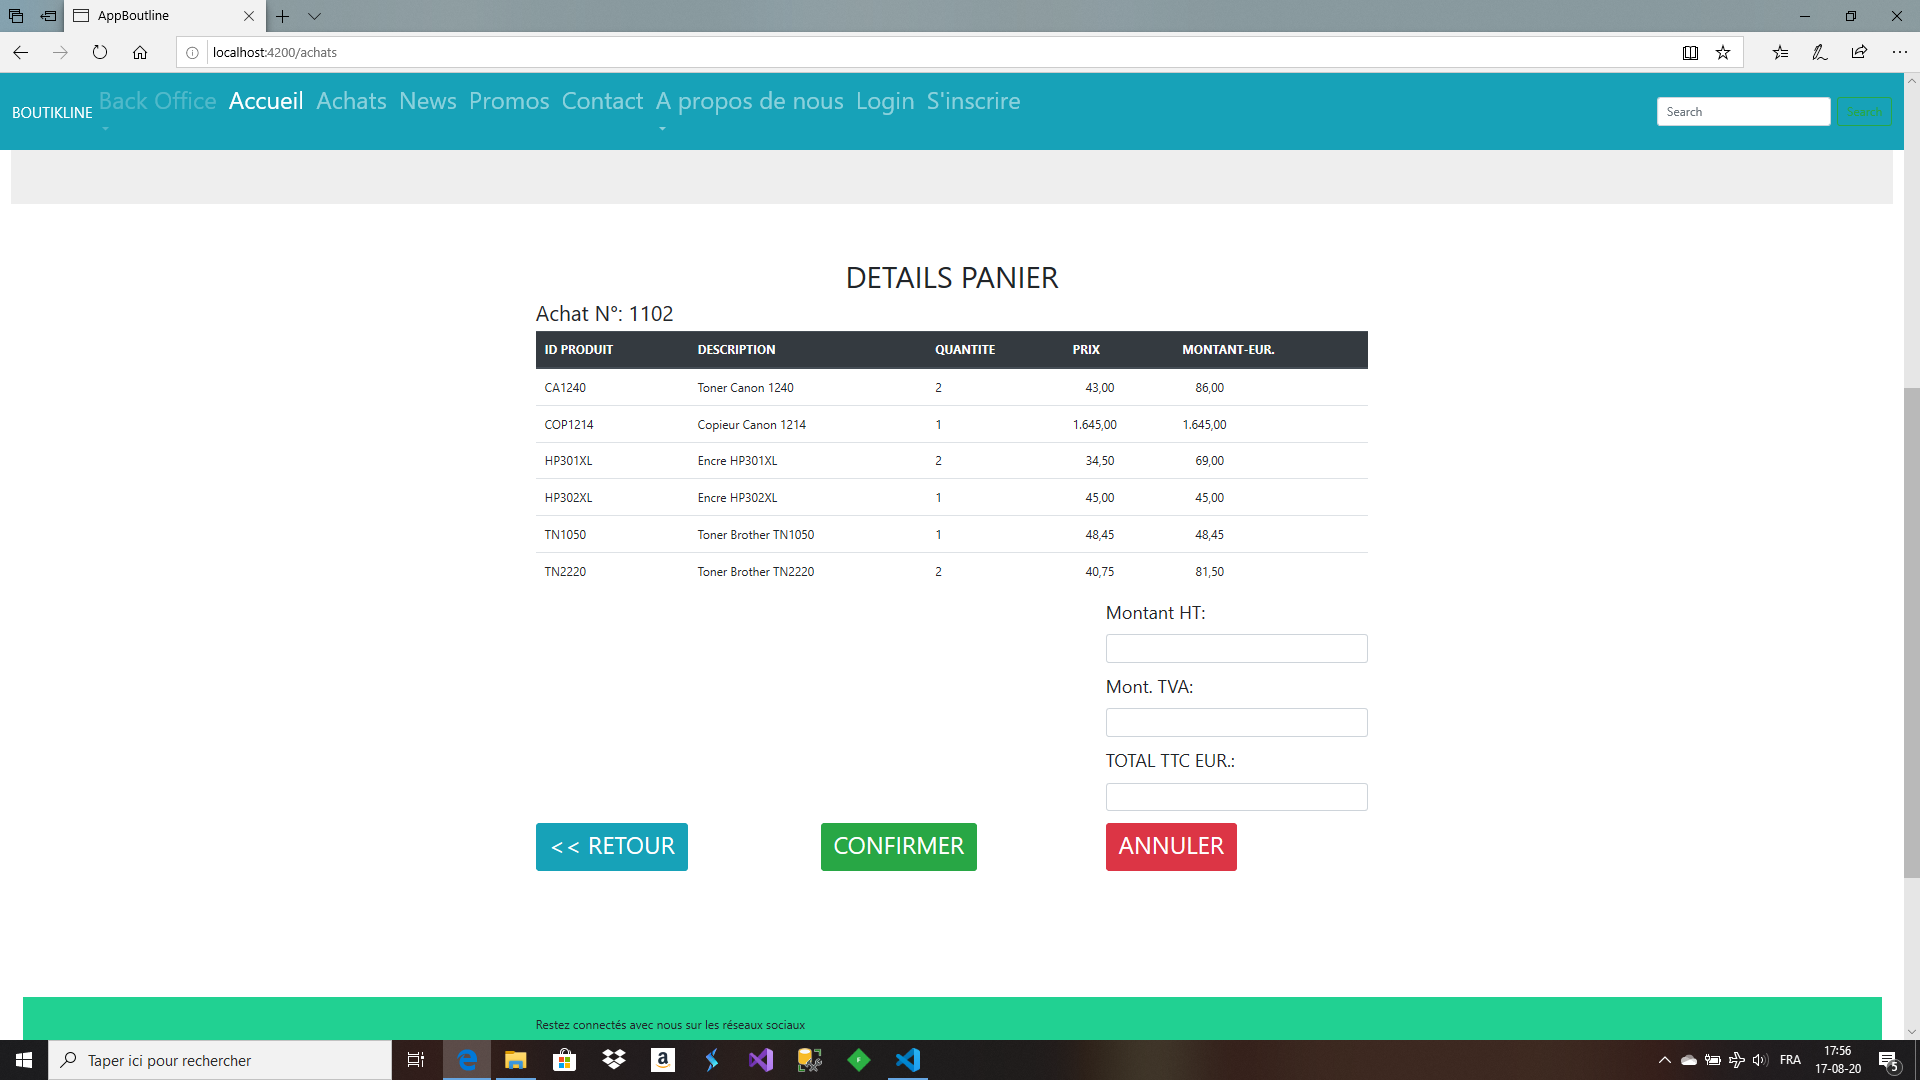 AppBoutline
localhost:4200/achats
BOUTIKLINE Back Office Accueil Achats News Promos Contact A propos de nous Login S'inscrire
Search Search
DETAILS PANIER
Achat N°: 1102
ID PRODUIT DESCRIPTION QUANTITE PRIX MONTANT-EUR.
CA1240 Toner Canon 1240 2 43,00 86,00
COP1214 Copieur Canon 1214 1 1.645,00 1.645,00
HP301XL Encre HP301XL 2 34,50 69,00
HP302XL Encre HP302XL 1 45,00 45,00
TN1050 Toner Brother TN1050 1 48,45 48,45
TN2220 Toner Brother TN2220 2 40,75 81,50
Montant HT:
Mont. TVA:
TOTAL TTC EUR.:
<< RETOUR CONFIRMER ANNULER
Restez connectés avec nous sur les réseaux sociaux
Taper ici pour rechercher
FRA
17:56
17-08-20
5